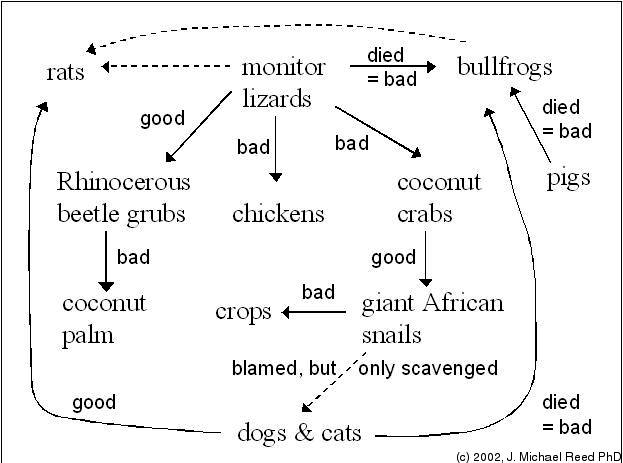 died
= bad
rats
monitor
lizards
bullfrogs
good
bad
bad
died
= bad
Rhinocerous
beetle grubs
chickens
coconut
crabs
pigs
bad
good
coconut
palm
crops
bad
giant African
snails
blamed, but only scavenged
good
dogs & cats
died
= bad
(c) 2002, J. Michael Reed PhD